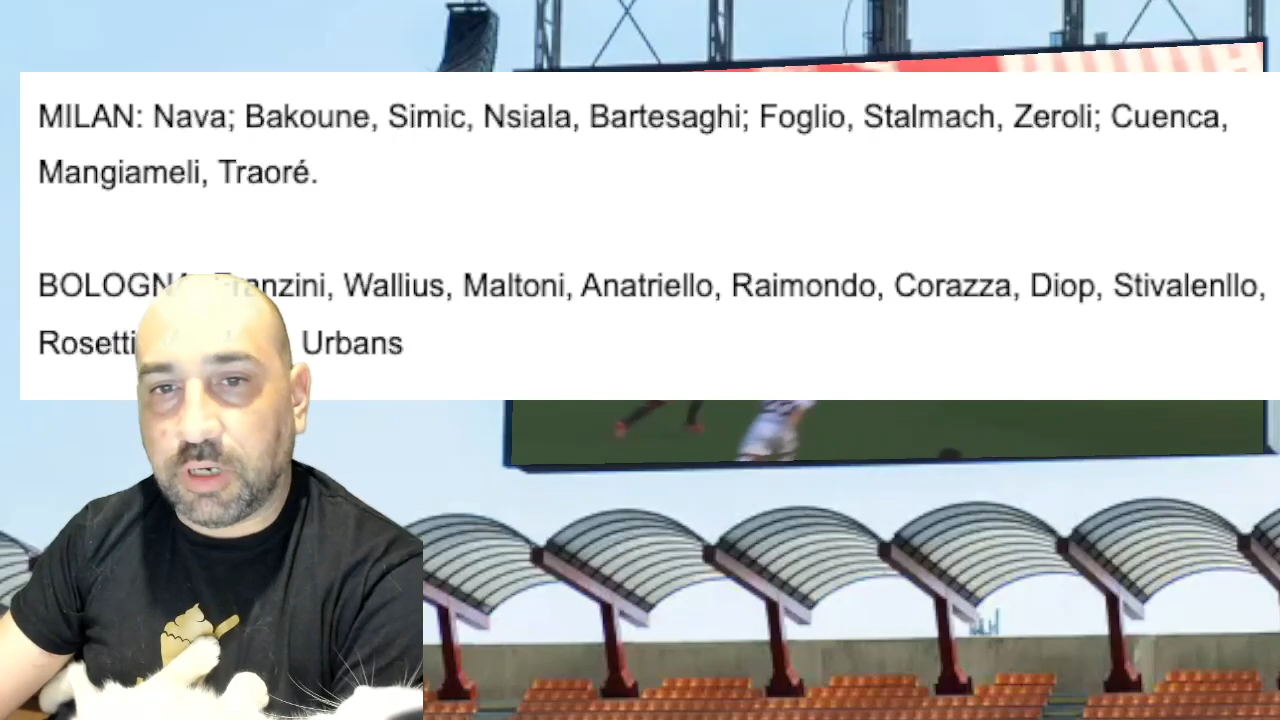 MILAN: Nava; Bakoune, Simic, Nsiala, Bartesaghi; Foglio, Stalmach, Zeroli; Cuenca,
Mangiameli, Traoré.
BOLOGNA: Franzini, Wallius, Maltoni, Anatriello, Raimondo, Corazza, Diop, Stivalenllo,
Rosetti Urbans